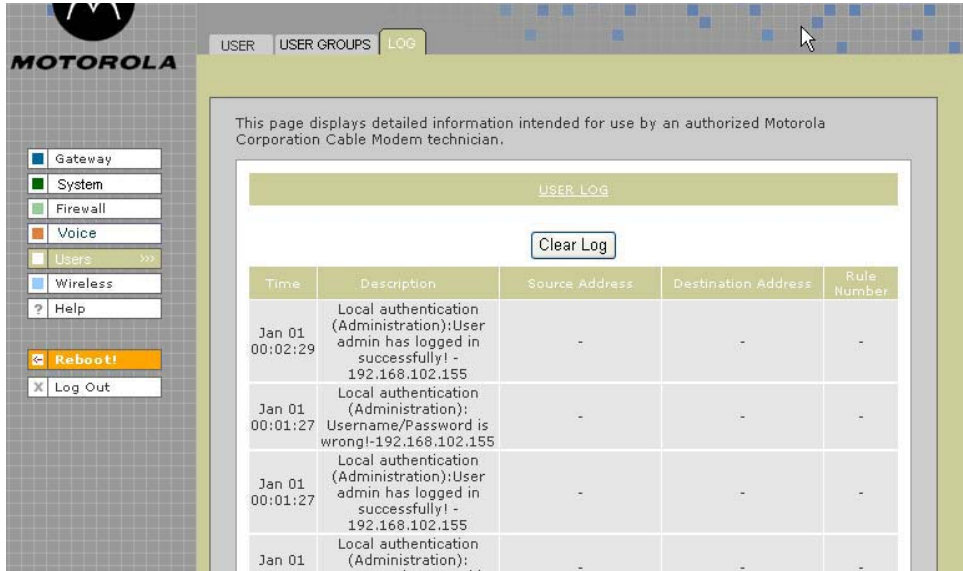 MOTOROLA
USER
USER GROUPS
LOG
This page displays detailed information intended for use by an authorized Motorola
Corporation Cable Modem technician.
Gateway
System
Firewall
Voice
Users >>>
Wireless
? Help
Reboot!
X Log Out
USER LOG
Clear Log
Time
Description
Source Address
Destination Address
Rule
Number
Jan 01
00:02:29
Local authentication
(Administration):User
admin has logged in
successfully! -
192.168.102.155
-
-
-
Jan 01
00:01:27
Local authentication
(Administration):
Username/Password is
wrong!-192.168.102.155
-
-
-
Jan 01
00:01:27
Local authentication
(Administration):User
admin has logged in
successfully! -
192.168.102.155
-
-
-
Jan 01
Local authentication
(Administration):
-
-
-